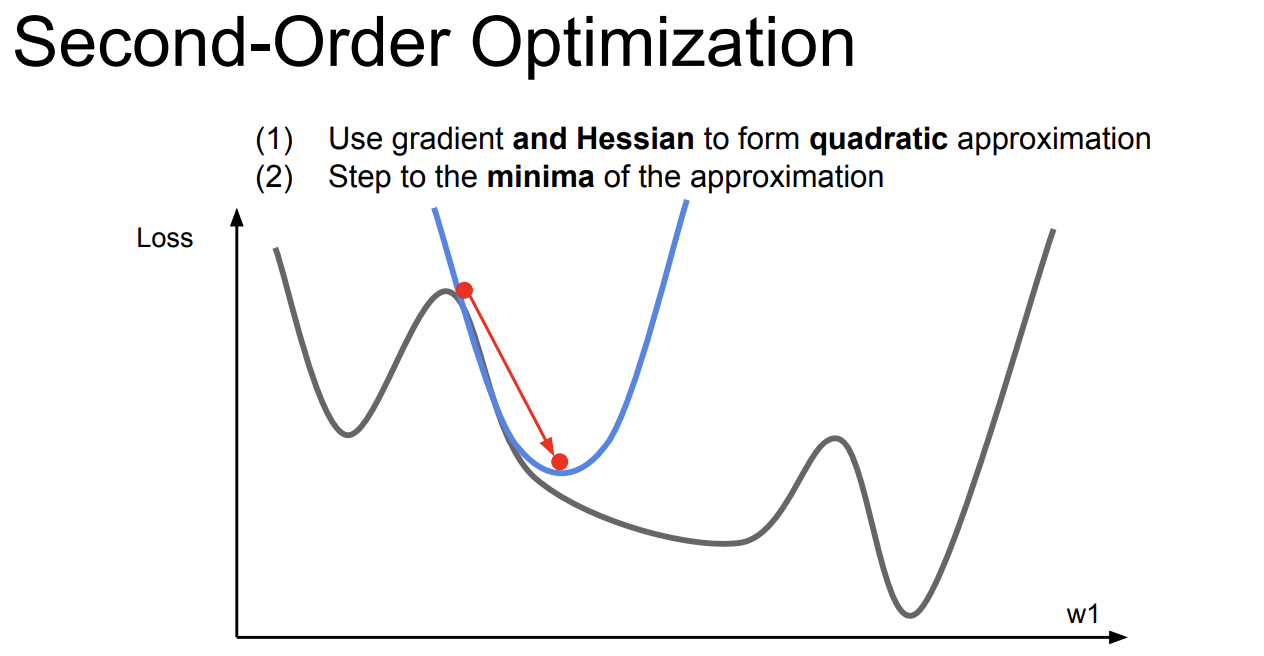 Second-Order Optimization
(1) Use gradient and Hessian to form quadratic approximation
(2) Step to the minima of the approximation
Loss
w1